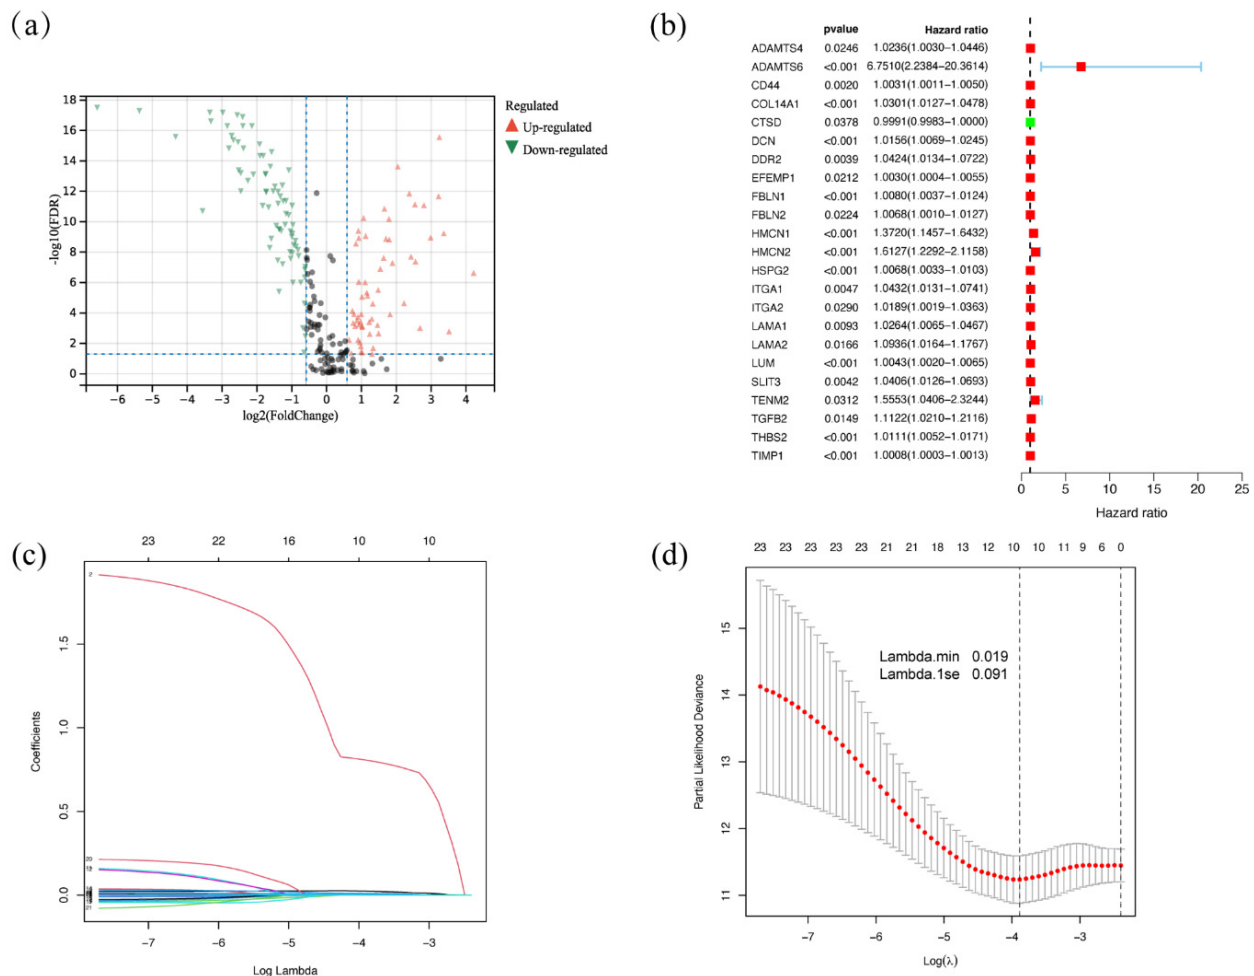 (a)
18
16
14
12
10
8
6
4
2
0
-log10(FDR)
−6 −5 −4 −3 −2 −1 0 1 2 3 4
log2(FoldChange)
Regulated
Up-regulated
Down-regulated
(b)
pvalue Hazard ratio
ADAMTS4 0.0246 1.0236(1.0030−1.0446)
ADAMTS6 <0.001 6.7510(2.2384−20.3614)
CD44 0.0020 1.0031(1.0011−1.0050)
COL14A1 <0.001 1.0301(1.0127−1.0478)
CTSD 0.0378 0.9991(0.9983−1.0000)
DCN <0.001 1.0156(1.0069−1.0245)
DDR2 0.0039 1.0424(1.0134−1.0722)
EFEMP1 0.0212 1.0030(1.0004−1.0055)
FBLN1 <0.001 1.0080(1.0037−1.0124)
FBLN2 0.0224 1.0068(1.0010−1.0127)
HMCN1 <0.001 1.3720(1.1457−1.6432)
HMCN2 <0.001 1.6127(1.2292−2.1158)
HSPG2 <0.001 1.0068(1.0033−1.0103)
ITGA1 0.0047 1.0432(1.0131−1.0741)
ITGA2 0.0290 1.0189(1.0019−1.0363)
LAMA1 0.0093 1.0264(1.0065−1.0467)
LAMA2 0.0166 1.0936(1.0164−1.1767)
LUM <0.001 1.0043(1.0020−1.0065)
SLIT3 0.0042 1.0406(1.0126−1.0693)
TENM2 0.0312 1.5553(1.0406−2.3244)
TGFB2 0.0149 1.1122(1.0210−1.2116)
THBS2 <0.001 1.0111(1.0052−1.0171)
TIMP1 <0.001 1.0008(1.0003−1.0013)
0 5 10 15 20 25
Hazard ratio
(c)
23 22 16 10 10
2
20
21
1.5
1.0
0.5
0.0
Coefficients
−7 −6 −5 −4 −3
Log Lambda
(d)
23 23 23 23 23 21 21 18 13 12 10 10 11 9 6 0
15
14
13
12
11
Partial Likelihood Deviance
Lambda.min 0.019
Lambda.1se 0.091
−7 −6 −5 −4 −3
Log(λ)